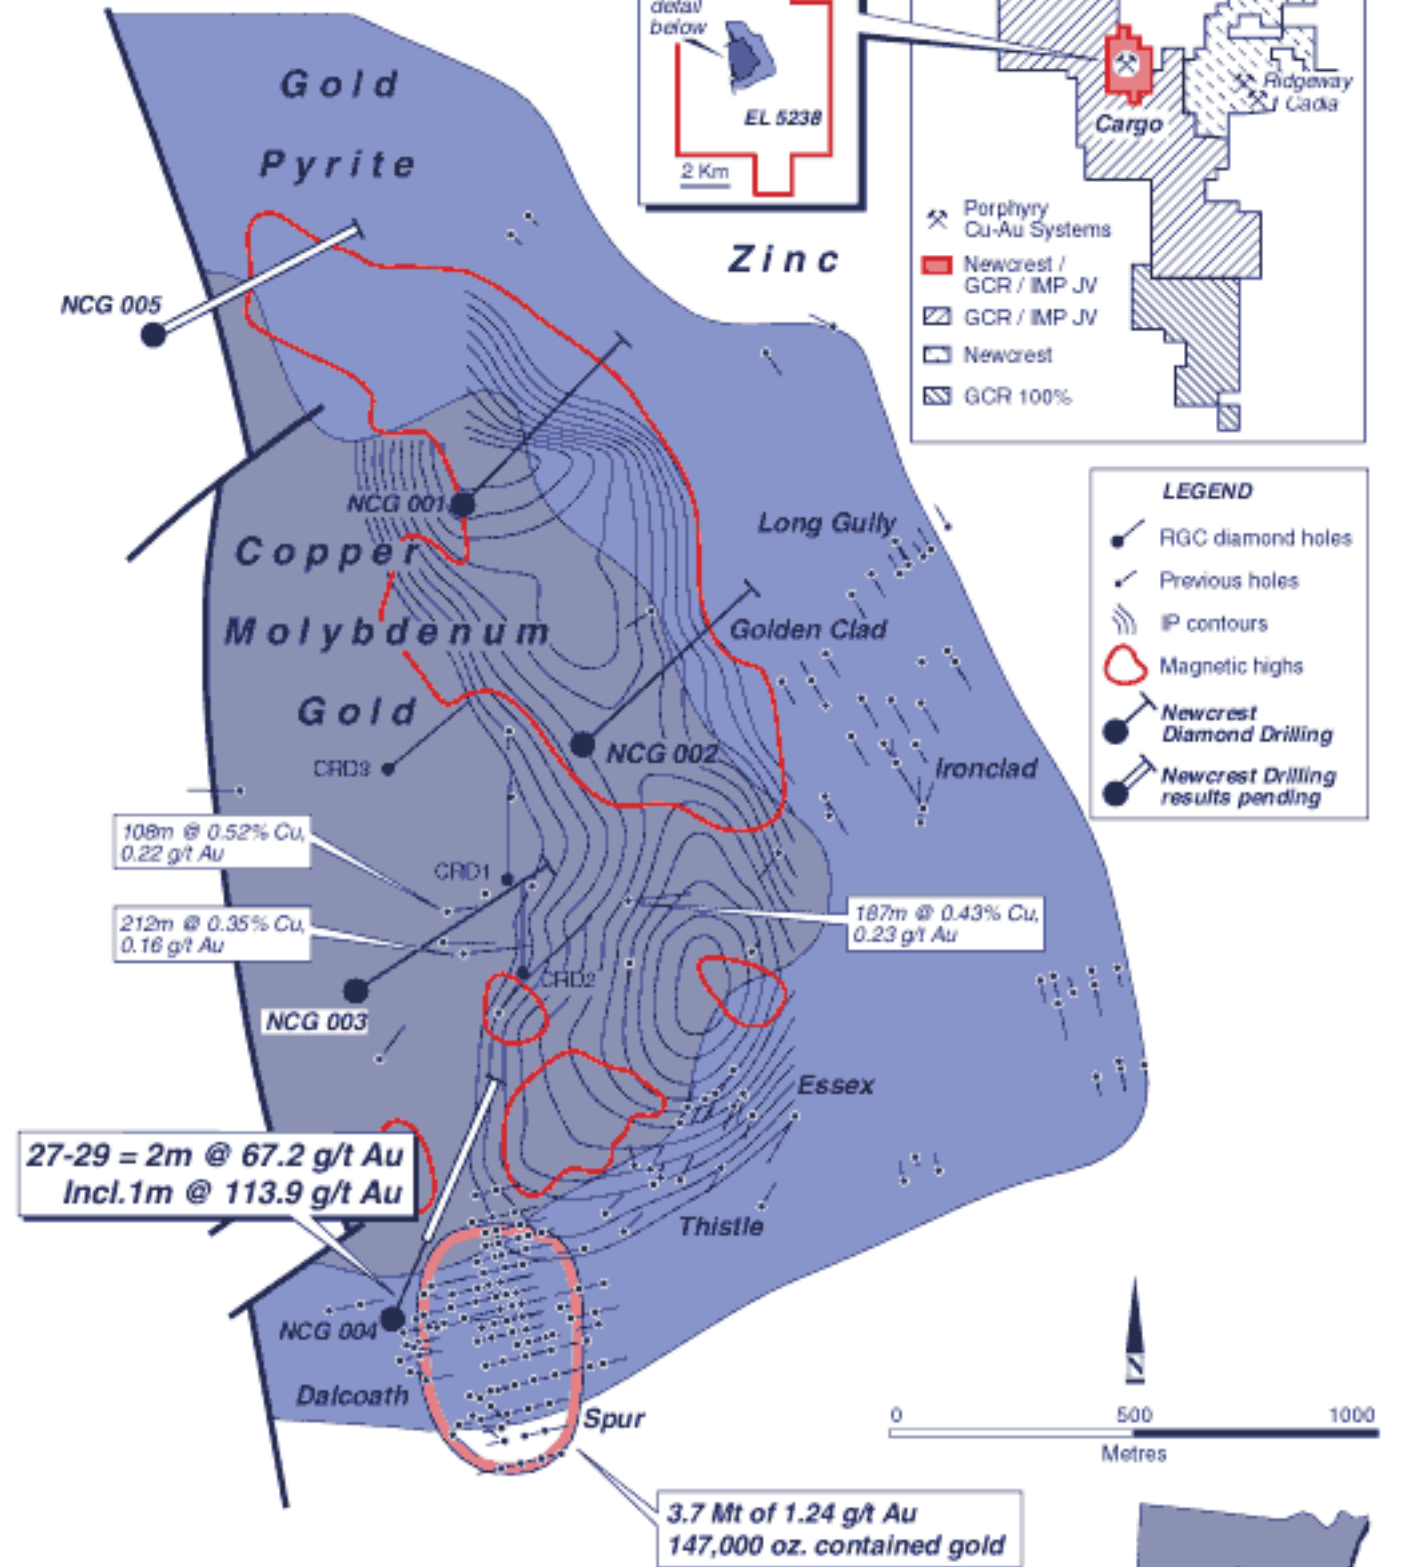 detail
below
EL 5238
2 Km
Ridgeway
Cadia
Cargo
Porphyry
Cu-Au Systems
Newcrest /
GCR / IMP JV
GCR / IMP JV
Newcrest
GCR 100%
Gold
Pyrite
Zinc
NCG 005
NCG 001
Copper
Molybdenum
Gold
Long Gully
Golden Clad
Ironclad
NCG 002
CRD3
LEGEND
RGC diamond holes
Previous holes
IP contours
Magnetic highs
Newcrest
Diamond Drilling
Newcrest Drilling
results pending
108m @ 0.52% Cu,
0.22 g/t Au
CRD1
212m @ 0.35% Cu,
0.16 g/t Au
187m @ 0.43% Cu,
0.23 g/t Au
CRD2
NCG 003
Essex
27-29 = 2m @ 67.2 g/t Au
Incl.1m @ 113.9 g/t Au
Thistle
NCG 004
Dalcoath
Spur
N
0 500 1000
Metres
3.7 Mt of 1.24 g/t Au
147,000 oz. contained gold